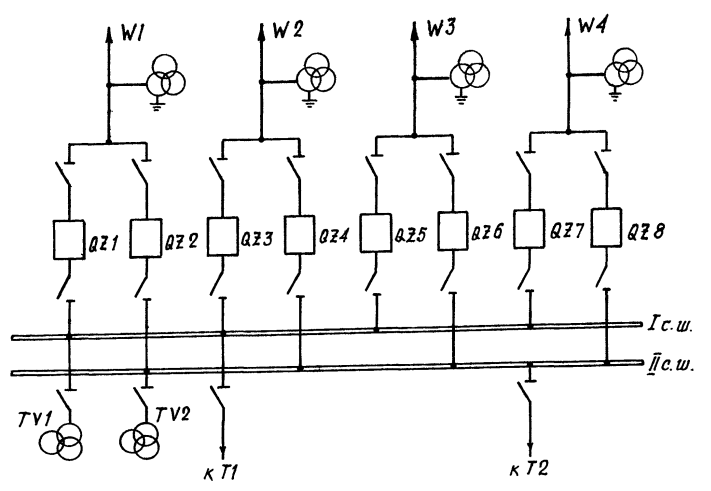 W1
W2
W3
W4
QZ1
QZ2
QZ3
QZ4
QZ5
QZ6
QZ7
QZ8
I с.ш.
II с.ш.
TV1
TV2
к T1
к T2